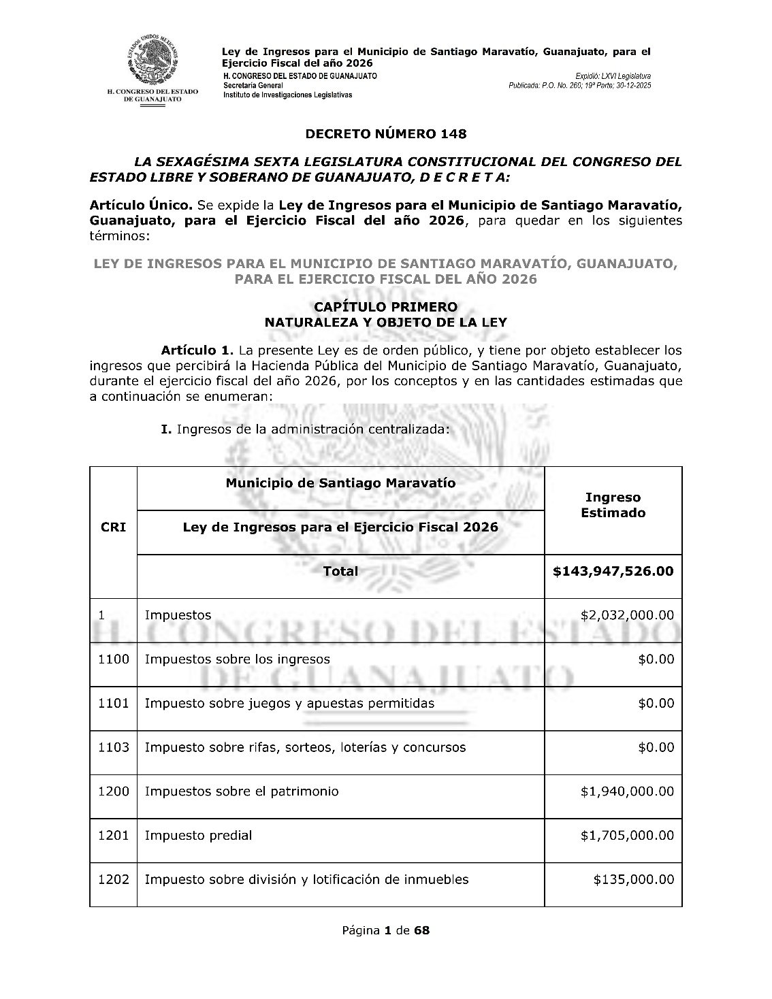 ESTADOS UNIDOS MEXICANOS
H. CONGRESO DEL ESTADO
DE GUANAJUATO
Ley de Ingresos para el Municipio de Santiago Maravatío, Guanajuato, para el
Ejercicio Fiscal del año 2026
H. CONGRESO DEL ESTADO DE GUANAJUATO
Expidió: LXVI Legislatura
Secretaría General
Publicada: P.O. No. 260; 19ª Parte; 30-12-2025
Instituto de Investigaciones Legislativas
DECRETO NÚMERO 148
LA SEXAGÉSIMA SEXTA LEGISLATURA CONSTITUCIONAL DEL CONGRESO DEL
ESTADO LIBRE Y SOBERANO DE GUANAJUATO, D E C R E T A:
Artículo Único. Se expide la Ley de Ingresos para el Municipio de Santiago Maravatío,
Guanajuato, para el Ejercicio Fiscal del año 2026, para quedar en los siguientes
términos:
LEY DE INGRESOS PARA EL MUNICIPIO DE SANTIAGO MARAVATÍO, GUANAJUATO,
PARA EL EJERCICIO FISCAL DEL AÑO 2026
CAPÍTULO PRIMERO
NATURALEZA Y OBJETO DE LA LEY
Artículo 1. La presente Ley es de orden público, y tiene por objeto establecer los
ingresos que percibirá la Hacienda Pública del Municipio de Santiago Maravatío, Guanajuato,
durante el ejercicio fiscal del año 2026, por los conceptos y en las cantidades estimadas que
a continuación se enumeran:
I. Ingresos de la administración centralizada:
CRI
Municipio de Santiago Maravatío
Ingreso
Estimado
Ley de Ingresos para el Ejercicio Fiscal 2026
Total $143,947,526.00
1 Impuestos $2,032,000.00
H. CONGRESO DEL ESTADO
1100 Impuestos sobre los ingresos $0.00
DE GUANAJUATO
1101 Impuesto sobre juegos y apuestas permitidas $0.00
1103 Impuesto sobre rifas, sorteos, loterías y concursos $0.00
1200 Impuestos sobre el patrimonio $1,940,000.00
1201 Impuesto predial $1,705,000.00
1202 Impuesto sobre división y lotificación de inmuebles $135,000.00
Página 1 de 68